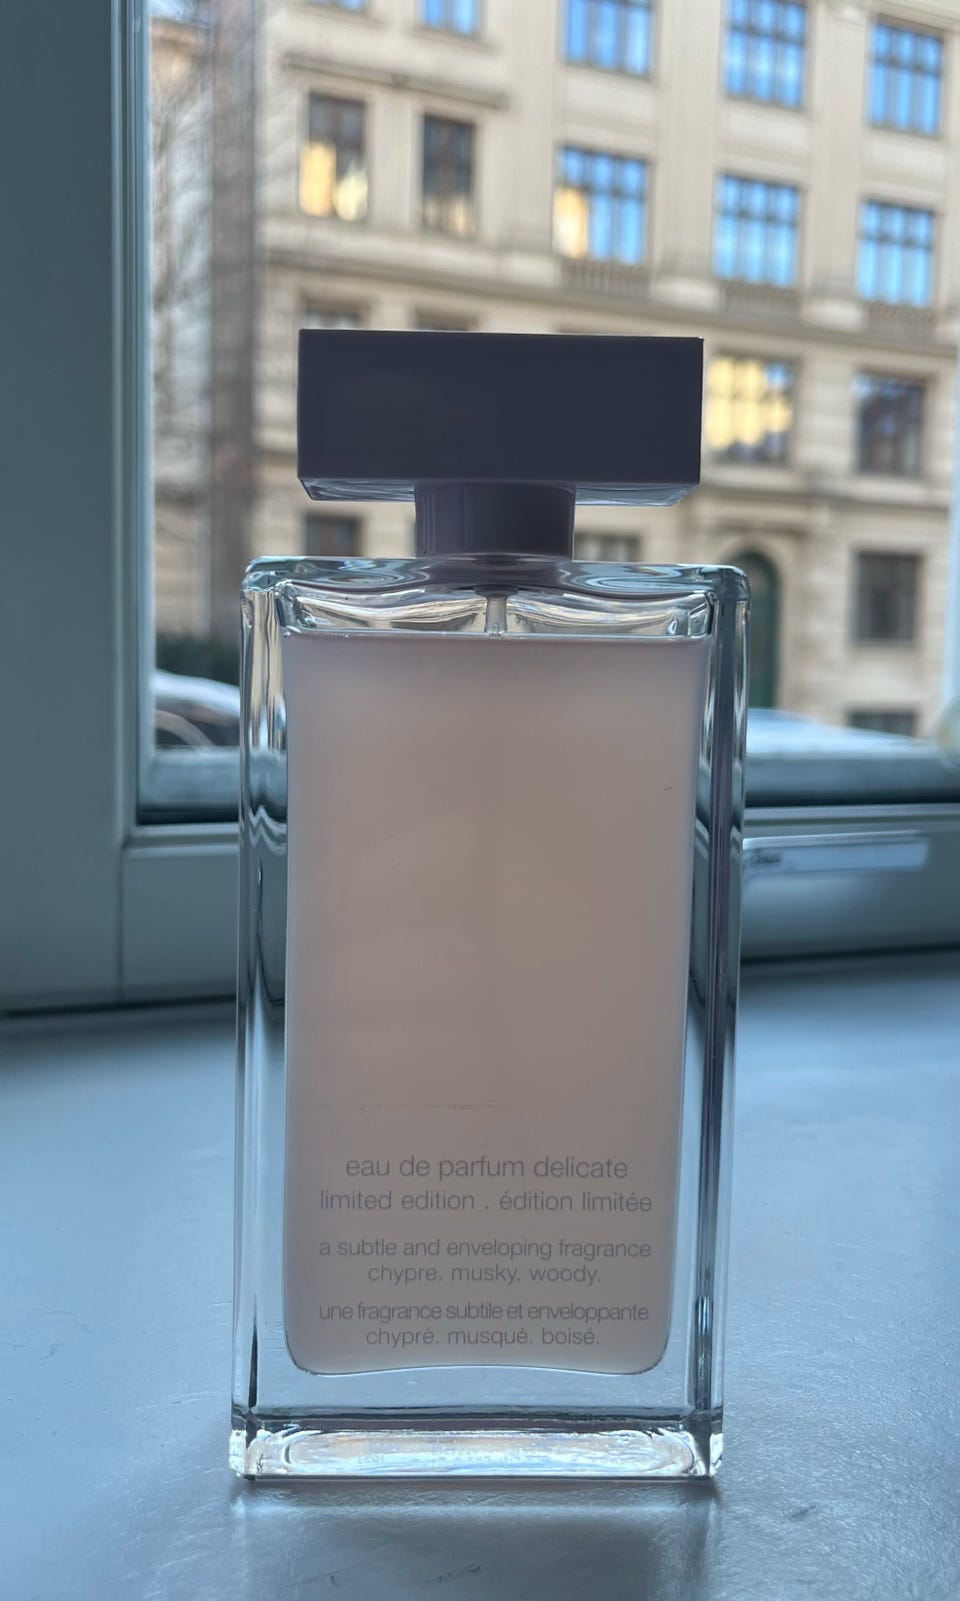 eau de parfum delicate
limited edition . édition limitée
a subtle and enveloping fragrance
chypre. musky. woody.
une fragrance subtile et enveloppante
chypré. musqué. boisé.